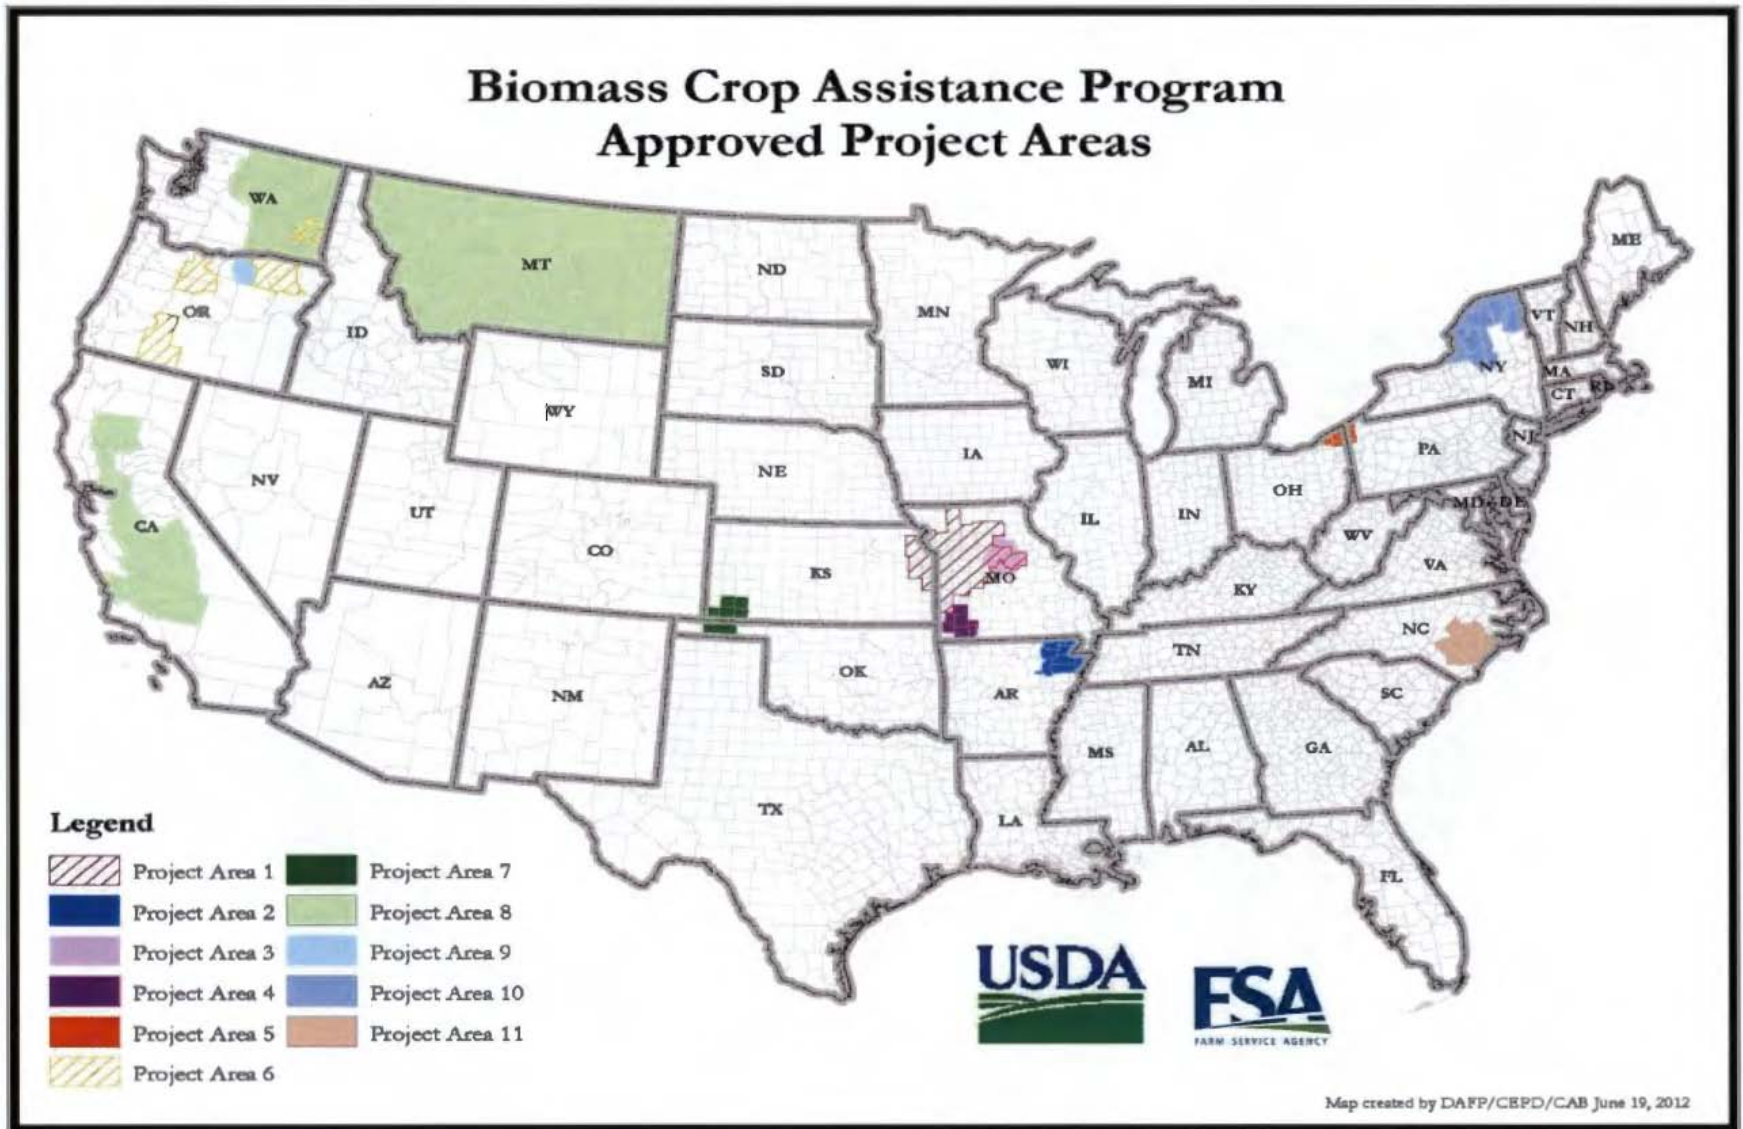 Biomass Crop Assistance Program
Approved Project Areas
WA
MT
ND
MN
ME
OR
ID
SD
WI
MI
VT
NH
NY
MA
RI
CT
WY
IA
PA
NJ
NE
NV
UT
CO
KS
MO
IL
IN
OH
MD
DE
WV
VA
CA
KY
NC
TN
AZ
NM
OK
AR
SC
MS
AL
GA
TX
LA
FL
Legend
Project Area 1
Project Area 2
Project Area 3
Project Area 4
Project Area 5
Project Area 6
Project Area 7
Project Area 8
Project Area 9
Project Area 10
Project Area 11
USDA
FSA
FARM SERVICE AGENCY
Map created by DAFP/CEPD/CAB June 19, 2012